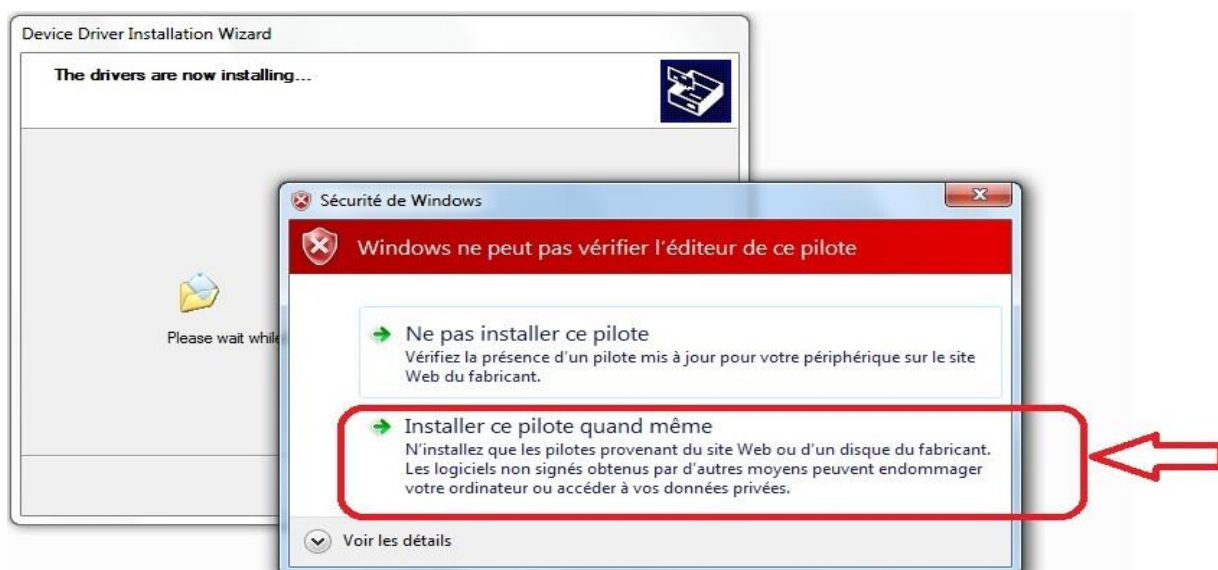 Device Driver Installation Wizard
The drivers are now installing...
Please wait while
Sécurité de Windows
Windows ne peut pas vérifier l'éditeur de ce pilote
Ne pas installer ce pilote
Vérifiez la présence d'un pilote mis à jour pour votre périphérique sur le site
Web du fabricant.
Installer ce pilote quand même
N'installez que les pilotes provenant du site Web ou d'un disque du fabricant.
Les logiciels non signés obtenus par d'autres moyens peuvent endommager
votre ordinateur ou accéder à vos données privées.
Voir les détails